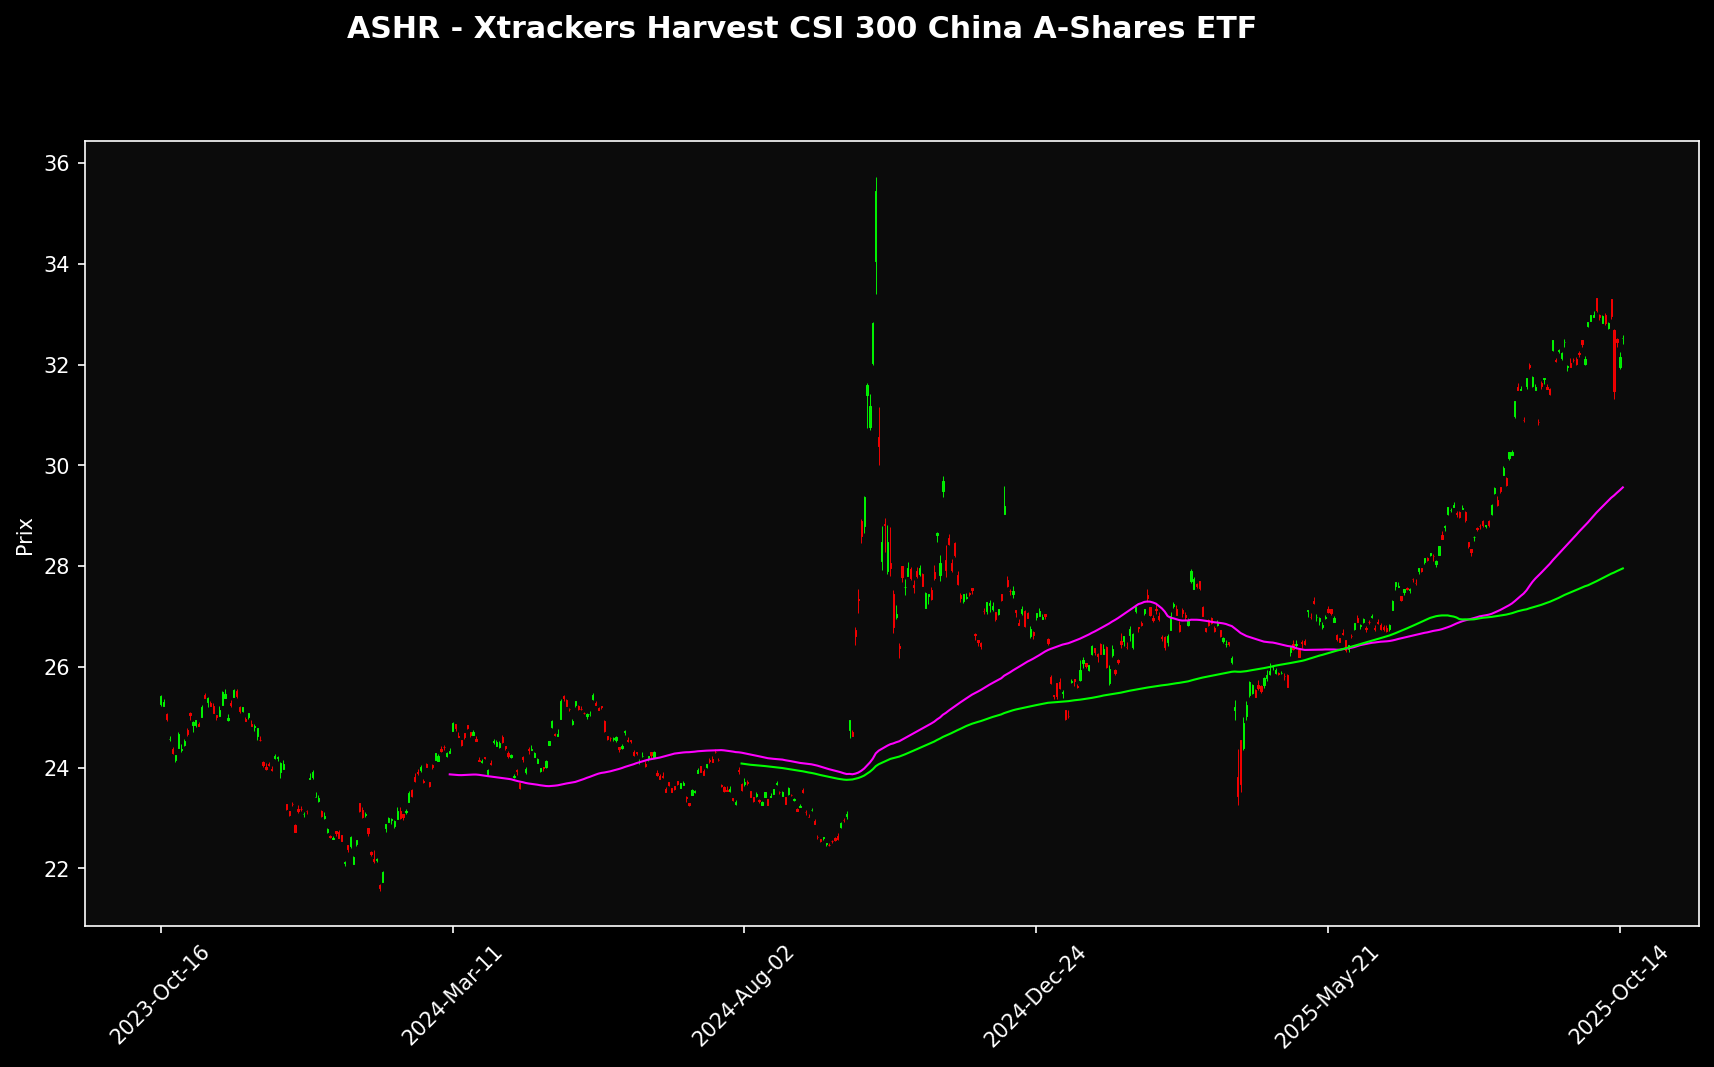 ASHR - Xtrackers Harvest CSI 300 China A-Shares ETF
Prix
36
34
32
30
28
26
24
22
2023-Oct-16
2024-Mar-11
2024-Aug-02
2024-Dec-24
2025-May-21
2025-Oct-14